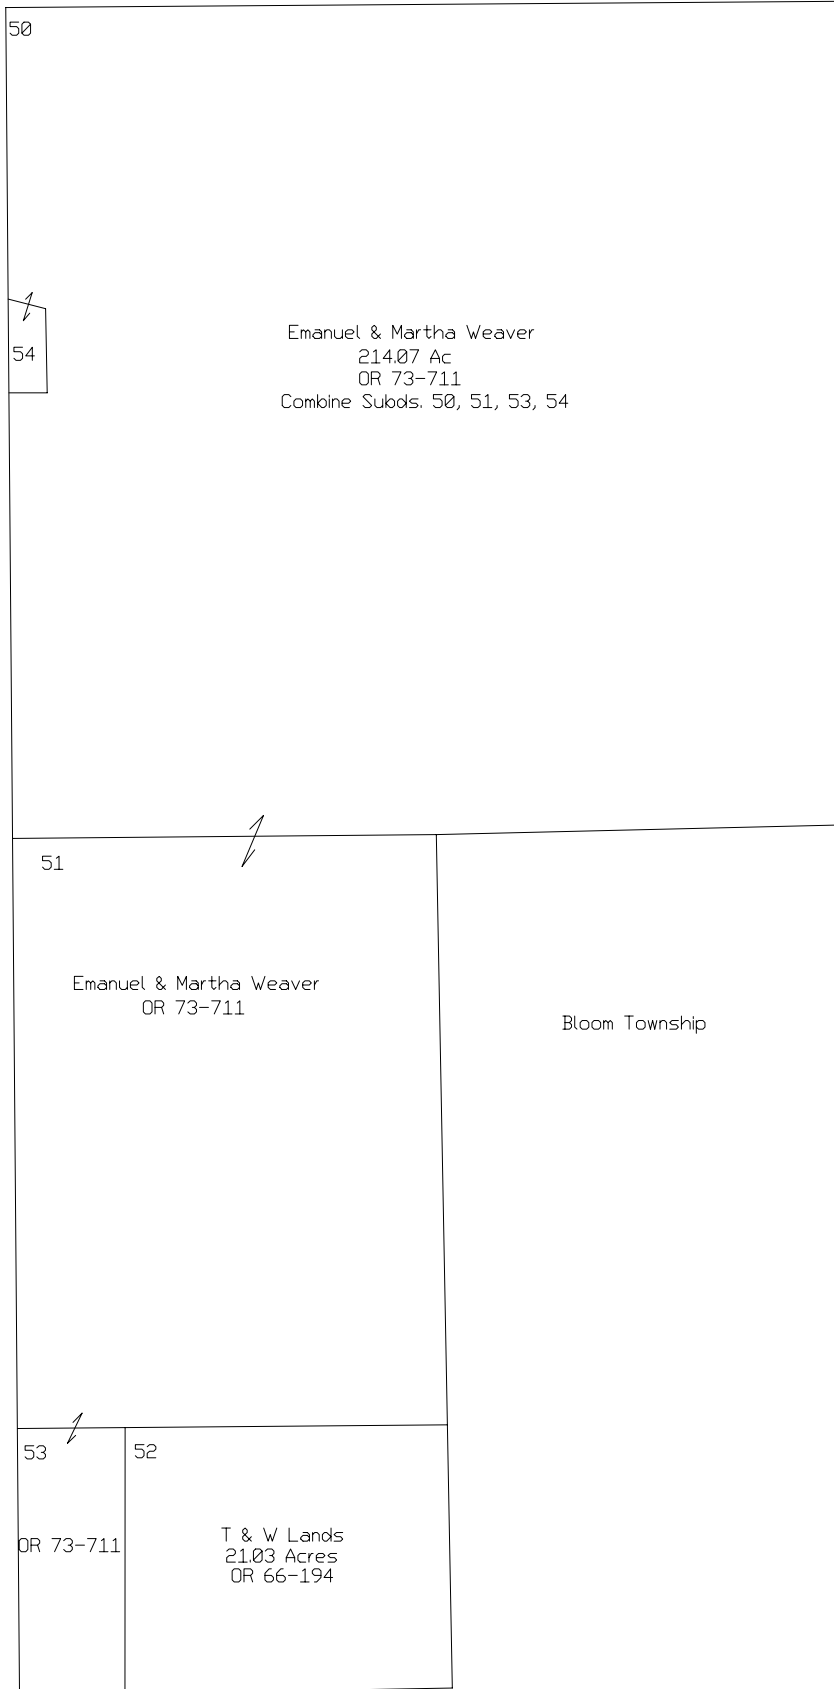 50
54
Emanuel & Martha Weaver
214.07 Ac
OR 73-711
Combine Subds. 50, 51, 53, 54
51
Emanuel & Martha Weaver
OR 73-711
Bloom Township
53
52
OR 73-711
T & W Lands
21.03 Acres
OR 66-194